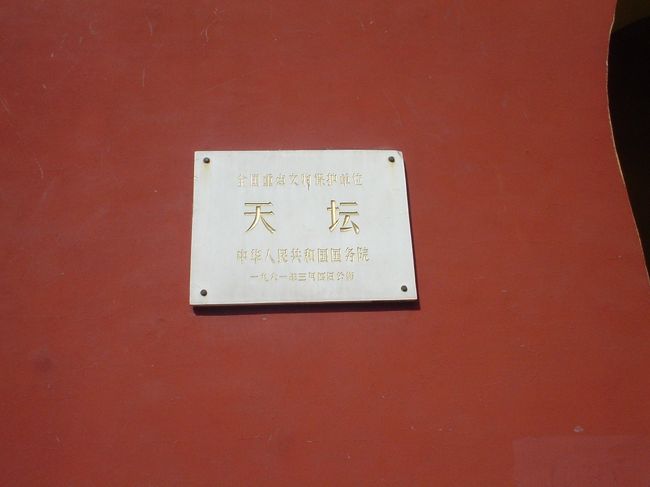 全国重点文物保护单位
天坛
中华人民共和国国务院
一九六一年三月四日公布